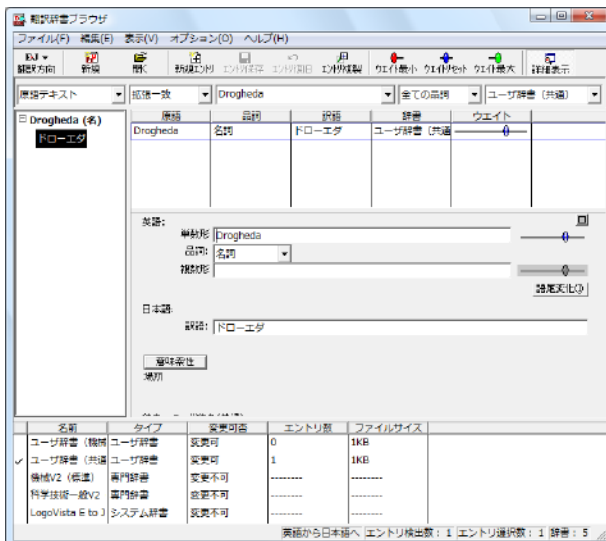 翻訳辞書ブラウザ
ファイル(F) 編集(E) 表示(V) オプション(O) ヘルプ(H)
EXJ
翻訳方向 新規 開く 新規エントリ エントリ保存 エントリ復旧 エントリ複製 ウエイト最小 ウエイトリセット ウエイト最大 詳細表示
原語テキスト 拡張一致 Drogheda 全ての品詞 ユーザ辞書（共通）
Drogheda (名)
ドローエダ
原語 品詞 訳語 辞書 ウエイト
Drogheda 名詞 ドローエダ ユーザ辞書（共通
英語:
単数形 Drogheda
品詞: 名詞
複数形
語尾変化(J)
日本語:
訳語: ドローエダ
意味素性
場所
名前 タイプ 変更可否 エントリ数 ファイルサイズ
ユーザ辞書（機械 ユーザ辞書 変更可 0 1KB
ユーザ辞書（共通 ユーザ辞書 変更可 1 1KB
機械V2（標準） 専門辞書 変更不可 -------- --------
科学技術一般V2 専門辞書 変更不可 -------- --------
LogoVista E to J システム辞書 変更不可 -------- --------
英語から日本語へ エントリ検出数: 1 エントリ選択数: 1 辞書: 5